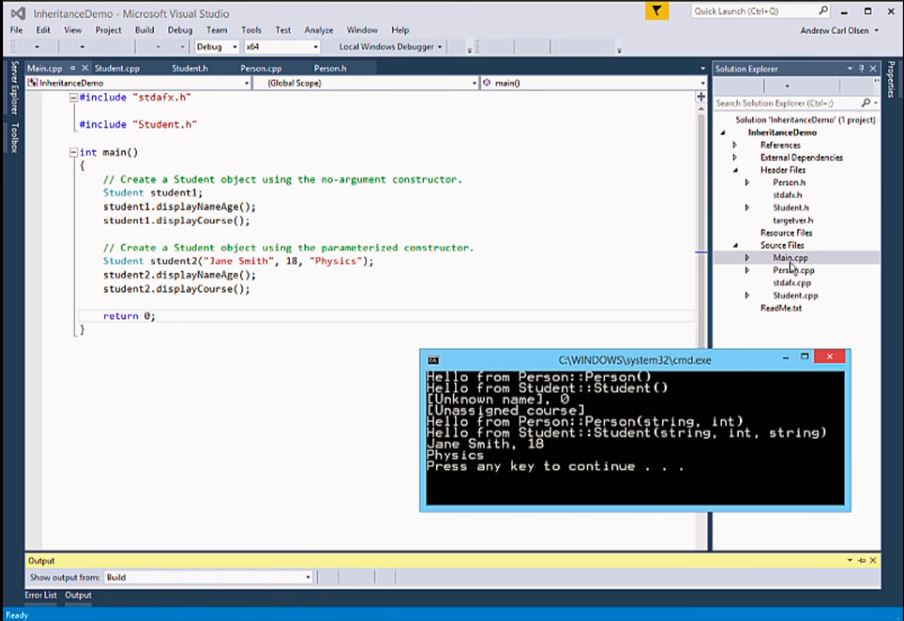 InheritanceDemo - Microsoft Visual Studio
Quick Launch (Ctrl+Q)
File Edit View Project Build Debug Team Tools Test Analyze Window Help
Andrew Carl Olsen
Debug x64 Local Windows Debugger
Server Explorer
Toolbox
Main.cpp Student.cpp Student.h Person.cpp Person.h
InheritanceDemo (Global Scope) main()
#include "stdafx.h"
#include "Student.h"
int main()
{
// Create a Student object using the no-argument constructor.
Student student1;
student1.displayNameAge();
student1.displayCourse();
// Create a Student object using the parameterized constructor.
Student student2("Jane Smith", 18, "Physics");
student2.displayNameAge();
student2.displayCourse();
return 0;
}
Solution Explorer
Search Solution Explorer (Ctrl+;)
Solution 'InheritanceDemo' (1 project)
InheritanceDemo
References
External Dependencies
Header Files
Person.h
stdafx.h
Student.h
targetver.h
Resource Files
Source Files
Main.cpp
Person.cpp
stdafx.cpp
Student.cpp
ReadMe.txt
Properties
C:\WINDOWS\system32\cmd.exe
Hello from Person::Person()
Hello from Student::Student()
[Unknown name], 0
[Unassigned course]
Hello from Person::Person(string, int)
Hello from Student::Student(string, int, string)
Jane Smith, 18
Physics
Press any key to continue . . .
Output
Show output from: Build
Error List Output
Ready